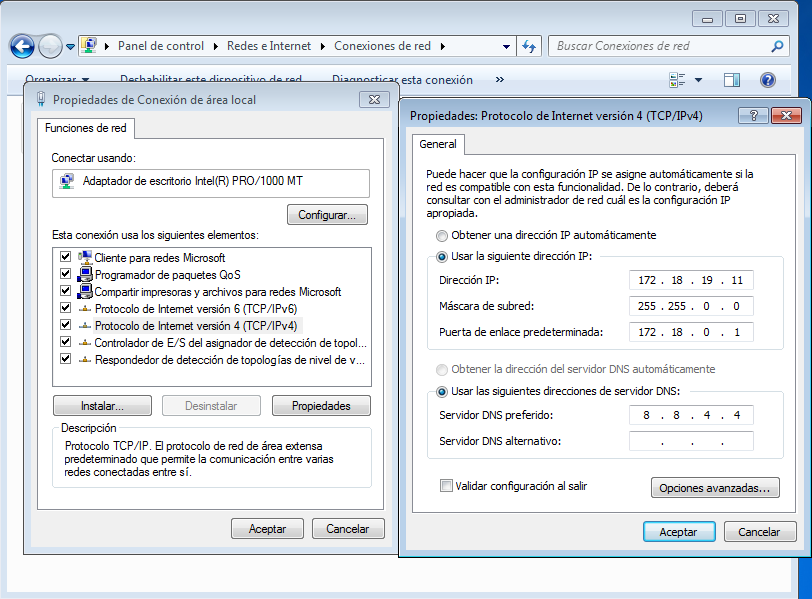 Panel de control
Redes e Internet
Conexiones de red
Buscar Conexiones de red
Organizar
Deshabilitar este dispositivo de red
Diagnosticar esta conexión
»
Propiedades de Conexión de área local
Funciones de red
Conectar usando:
Adaptador de escritorio Intel(R) PRO/1000 MT
Configurar...
Esta conexión usa los siguientes elementos:
Cliente para redes Microsoft
Programador de paquetes QoS
Compartir impresoras y archivos para redes Microsoft
Protocolo de Internet versión 6 (TCP/IPv6)
Protocolo de Internet versión 4 (TCP/IPv4)
Controlador de E/S del asignador de detección de topol...
Respondedor de detección de topologías de nivel de v...
Instalar...
Desinstalar
Propiedades
Descripción
Protocolo TCP/IP. El protocolo de red de área extensa
predeterminado que permite la comunicación entre varias
redes conectadas entre sí.
Aceptar
Cancelar
Propiedades: Protocolo de Internet versión 4 (TCP/IPv4)
?
General
Puede hacer que la configuración IP se asigne automáticamente si la
red es compatible con esta funcionalidad. De lo contrario, deberá
consultar con el administrador de red cuál es la configuración IP
apropiada.
Obtener una dirección IP automáticamente
Usar la siguiente dirección IP:
Dirección IP:
172 . 18 . 19 . 11
Máscara de subred:
255 . 255 . 0 . 0
Puerta de enlace predeterminada:
172 . 18 . 0 . 1
Obtener la dirección del servidor DNS automáticamente
Usar las siguientes direcciones de servidor DNS:
Servidor DNS preferido:
8 . 8 . 4 . 4
Servidor DNS alternativo:
. . .
Validar configuración al salir
Opciones avanzadas...
Aceptar
Cancelar